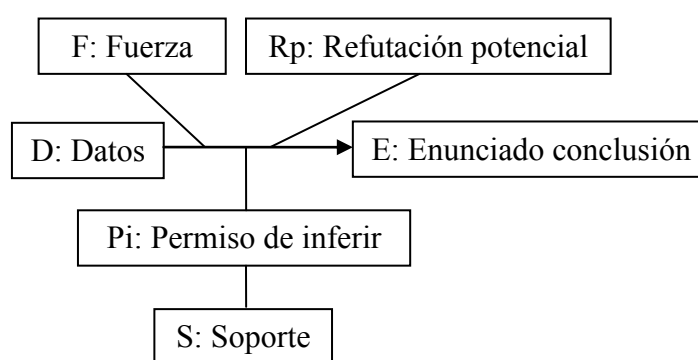 F: Fuerza
Rp: Refutación potencial
D: Datos
E: Enunciado conclusión
Pi: Permiso de inferir
S: Soporte